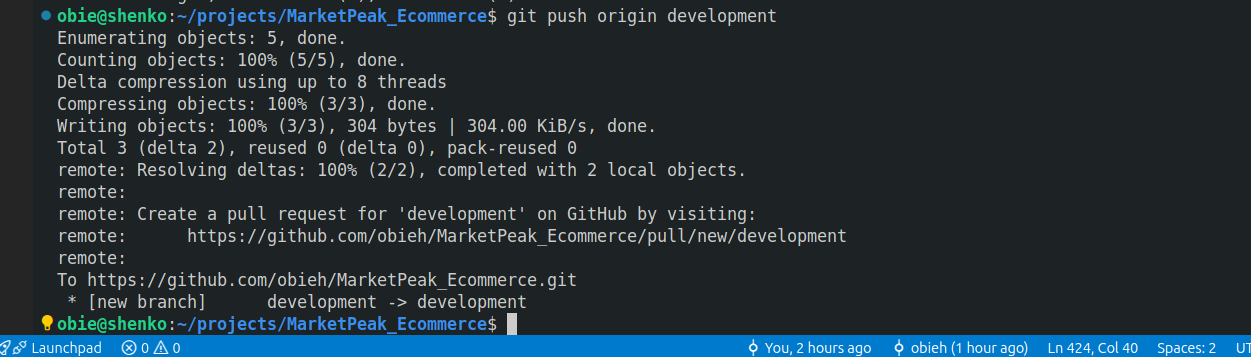 obie@shenko:~/projects/MarketPeak_Ecommerce$ git push origin development
Enumerating objects: 5, done.
Counting objects: 100% (5/5), done.
Delta compression using up to 8 threads
Compressing objects: 100% (3/3), done.
Writing objects: 100% (3/3), 304 bytes | 304.00 KiB/s, done.
Total 3 (delta 2), reused 0 (delta 0), pack-reused 0
remote: Resolving deltas: 100% (2/2), completed with 2 local objects.
remote:
remote: Create a pull request for 'development' on GitHub by visiting:
remote:      https://github.com/obieh/MarketPeak_Ecommerce/pull/new/development
remote:
To https://github.com/obieh/MarketPeak_Ecommerce.git
 * [new branch]      development -> development
obie@shenko:~/projects/MarketPeak_Ecommerce$
Launchpad 0 0 You, 2 hours ago obieh (1 hour ago) Ln 424, Col 40 Spaces: 2